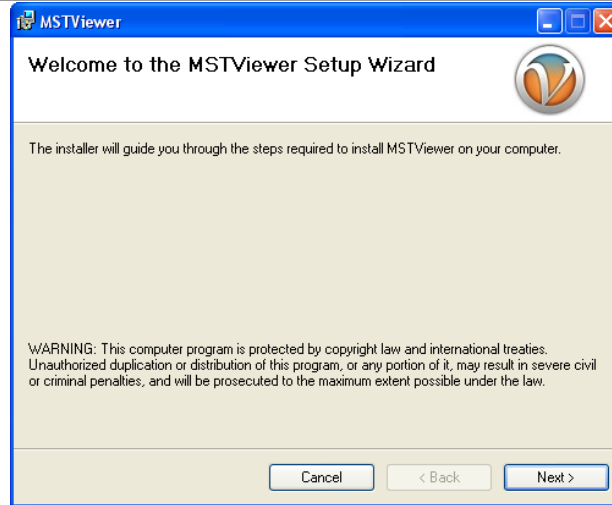 MSTViewer
Welcome to the MSTViewer Setup Wizard
The installer will guide you through the steps required to install MSTViewer on your computer.
WARNING: This computer program is protected by copyright law and international treaties.
Unauthorized duplication or distribution of this program, or any portion of it, may result in severe civil
or criminal penalties, and will be prosecuted to the maximum extent possible under the law.
Cancel
< Back
Next >